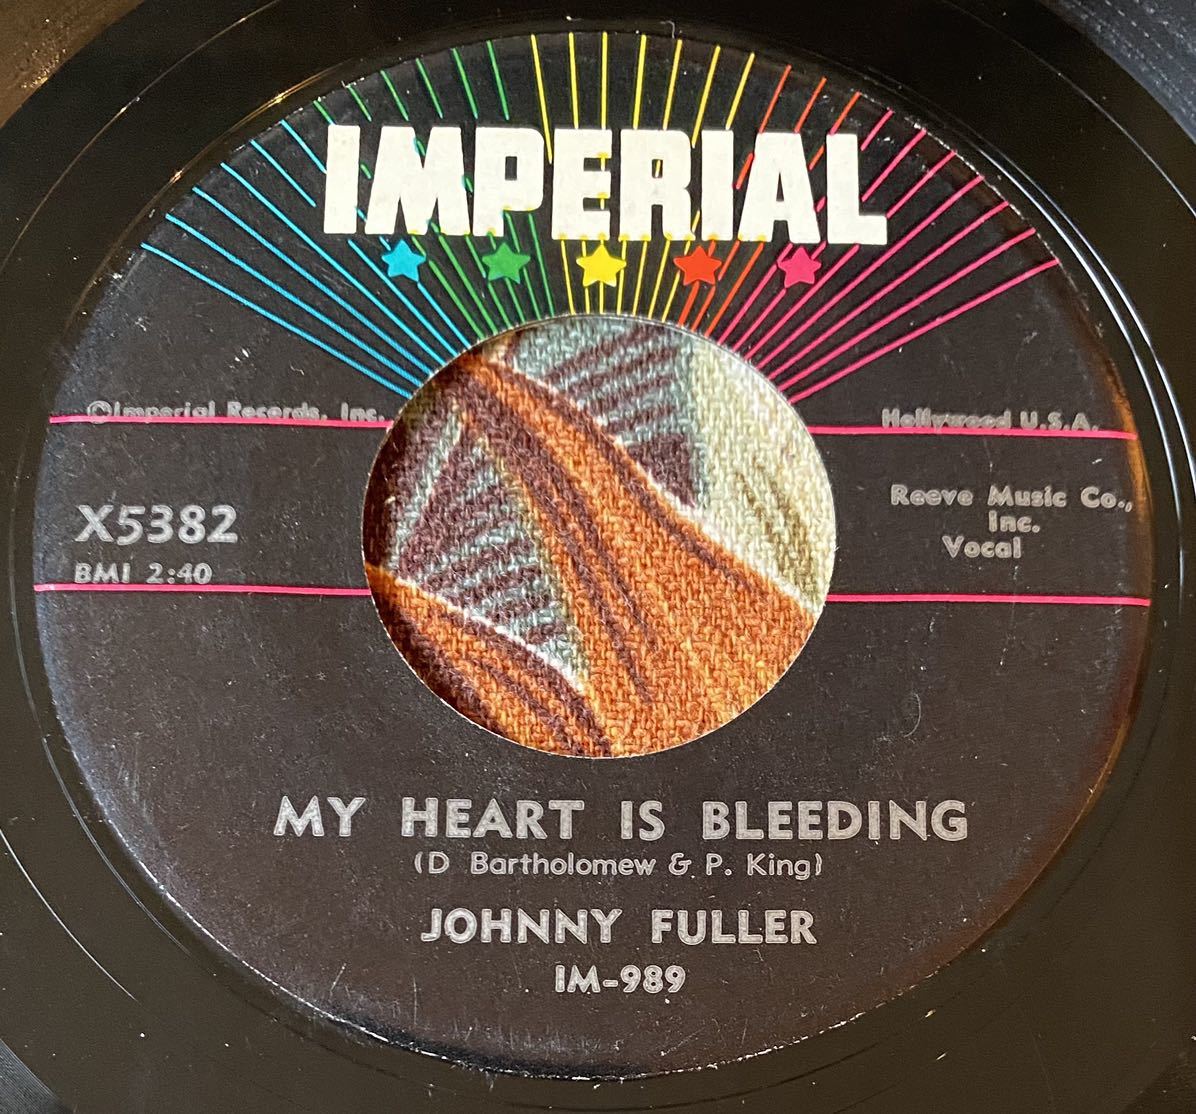 IMPERIAL
©Imperial Records, Inc.
Hollywood U.S.A.
X5382
BMI 2:40
Reeve Music Co.,
Inc.
Vocal
MY HEART IS BLEEDING
(D Bartholomew & P. King)
JOHNNY FULLER
IM-989